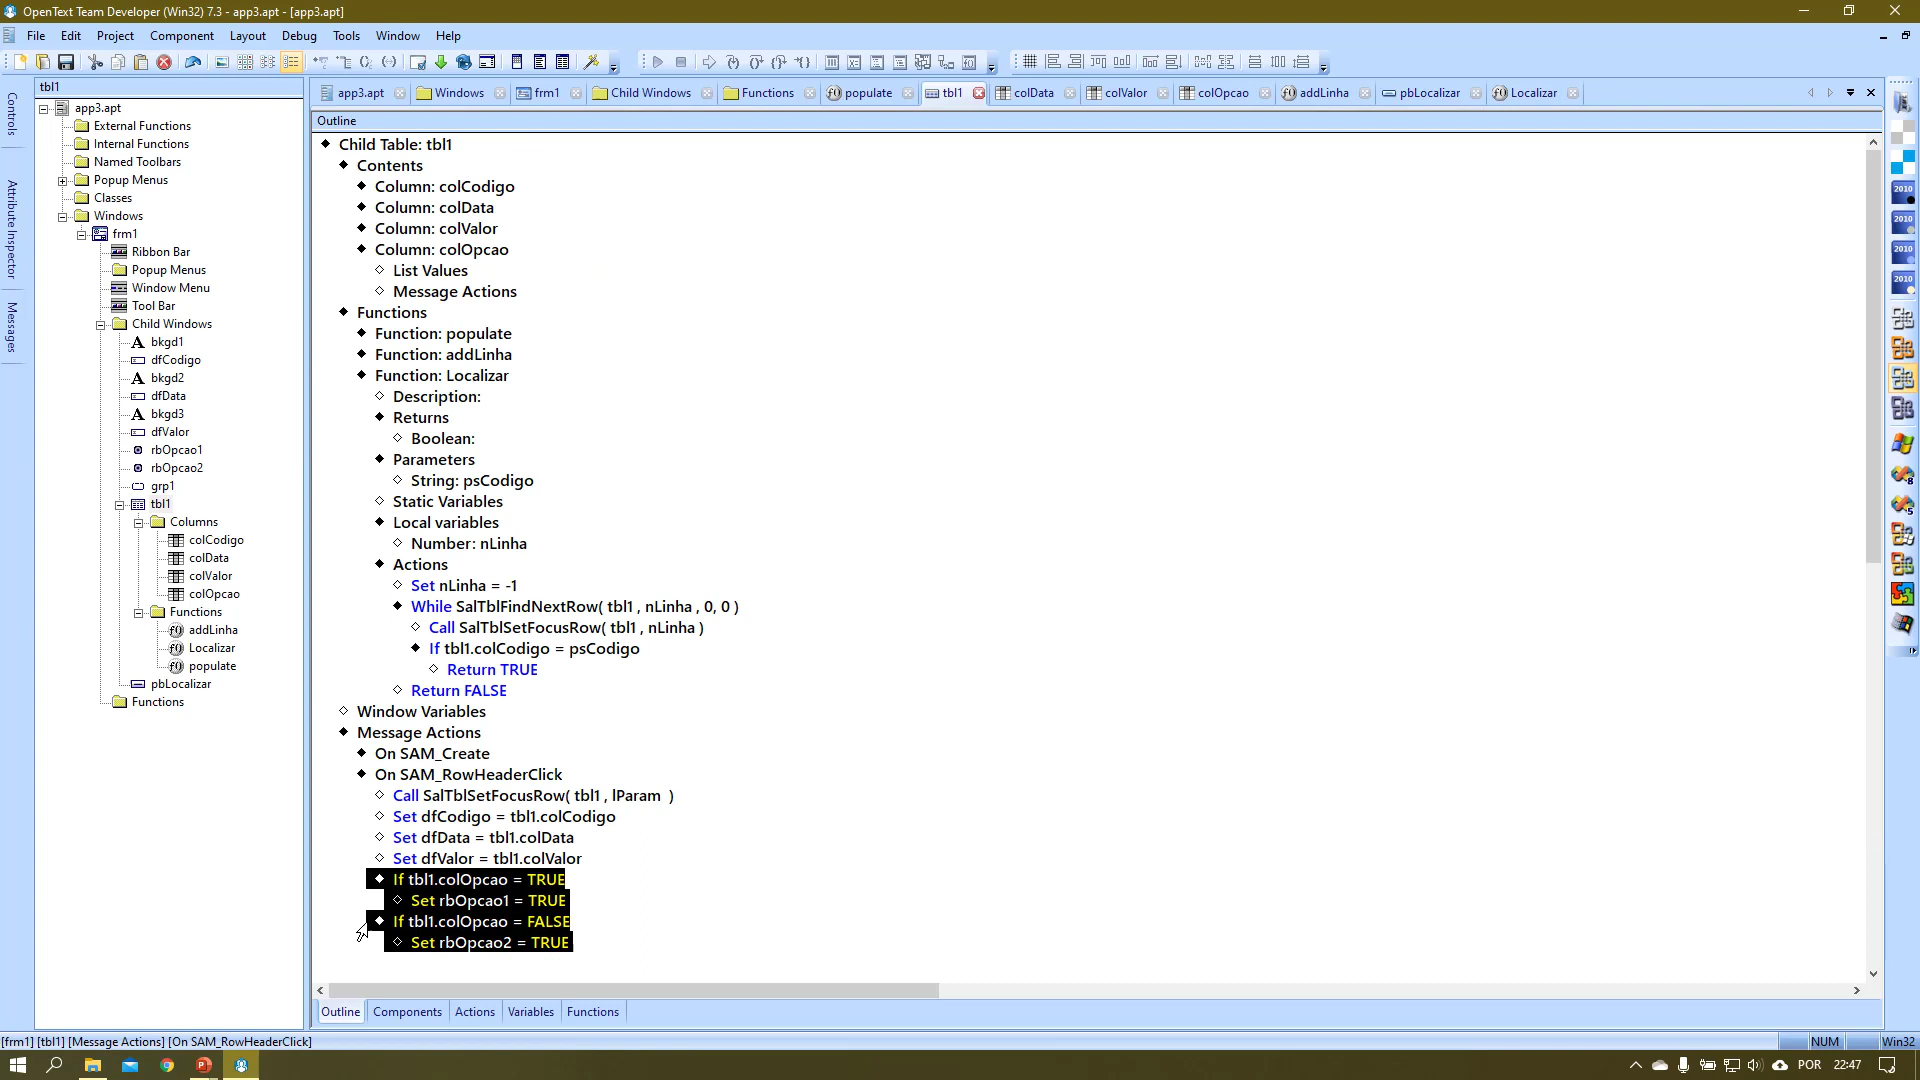 OpenText Team Developer (Win32) 7.3 - app3.apt - [app3.apt]
File Edit Project Component Layout Debug Tools Window Help
tbl1
app3.apt Windows frm1 Child Windows Functions populate tbl1 colData colValor colOpcao addLinha pbLocalizar Localizar
Controls
Attribute Inspector
Messages
app3.apt
External Functions
Internal Functions
Named Toolbars
Popup Menus
Classes
Windows
frm1
Ribbon Bar
Popup Menus
Window Menu
Tool Bar
Child Windows
bkgd1
dfCodigo
bkgd2
dfData
bkgd3
dfValor
rbOpcao1
rbOpcao2
grp1
tbl1
Columns
colCodigo
colData
colValor
colOpcao
Functions
addLinha
Localizar
populate
pbLocalizar
Functions
Outline
Child Table: tbl1
Contents
Column: colCodigo
Column: colData
Column: colValor
Column: colOpcao
List Values
Message Actions
Functions
Function: populate
Function: addLinha
Function: Localizar
Description:
Returns
Boolean:
Parameters
String: psCodigo
Static Variables
Local variables
Number: nLinha
Actions
Set nLinha = -1
While SalTblFindNextRow( tbl1 , nLinha , 0, 0 )
Call SalTblSetFocusRow( tbl1 , nLinha )
If tbl1.colCodigo = psCodigo
Return TRUE
Return FALSE
Window Variables
Message Actions
On SAM_Create
On SAM_RowHeaderClick
Call SalTblSetFocusRow( tbl1 , lParam )
Set dfCodigo = tbl1.colCodigo
Set dfData = tbl1.colData
Set dfValor = tbl1.colValor
If tbl1.colOpcao = TRUE
Set rbOpcao1 = TRUE
If tbl1.colOpcao = FALSE
Set rbOpcao2 = TRUE
Outline Components Actions Variables Functions
2010
2010
2010
2010
[frm1] [tbl1] [Message Actions] [On SAM_RowHeaderClick]
NUM Win32
POR 22:47